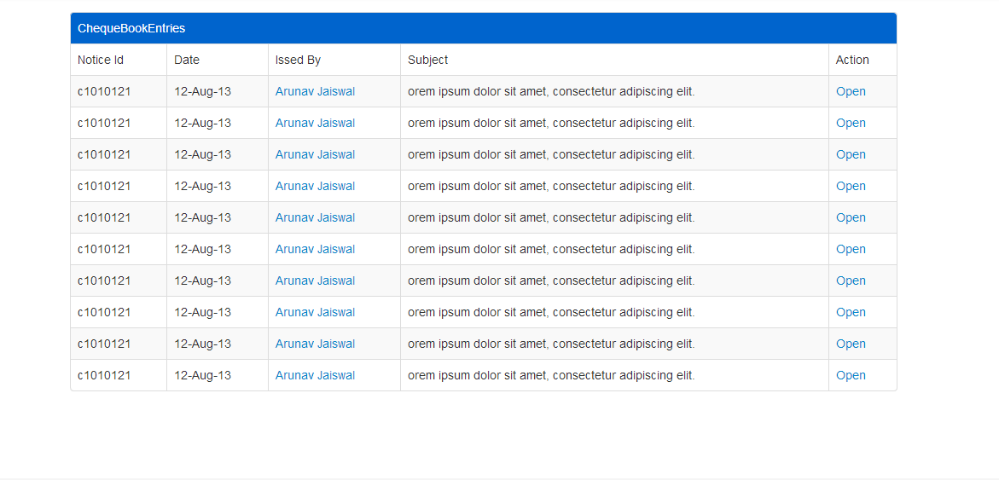 ChequeBookEntries
Notice Id Date Issed By Subject Action
c1010121 12-Aug-13 Arunav Jaiswal orem ipsum dolor sit amet, consectetur adipiscing elit. Open
c1010121 12-Aug-13 Arunav Jaiswal orem ipsum dolor sit amet, consectetur adipiscing elit. Open
c1010121 12-Aug-13 Arunav Jaiswal orem ipsum dolor sit amet, consectetur adipiscing elit. Open
c1010121 12-Aug-13 Arunav Jaiswal orem ipsum dolor sit amet, consectetur adipiscing elit. Open
c1010121 12-Aug-13 Arunav Jaiswal orem ipsum dolor sit amet, consectetur adipiscing elit. Open
c1010121 12-Aug-13 Arunav Jaiswal orem ipsum dolor sit amet, consectetur adipiscing elit. Open
c1010121 12-Aug-13 Arunav Jaiswal orem ipsum dolor sit amet, consectetur adipiscing elit. Open
c1010121 12-Aug-13 Arunav Jaiswal orem ipsum dolor sit amet, consectetur adipiscing elit. Open
c1010121 12-Aug-13 Arunav Jaiswal orem ipsum dolor sit amet, consectetur adipiscing elit. Open
c1010121 12-Aug-13 Arunav Jaiswal orem ipsum dolor sit amet, consectetur adipiscing elit. Open